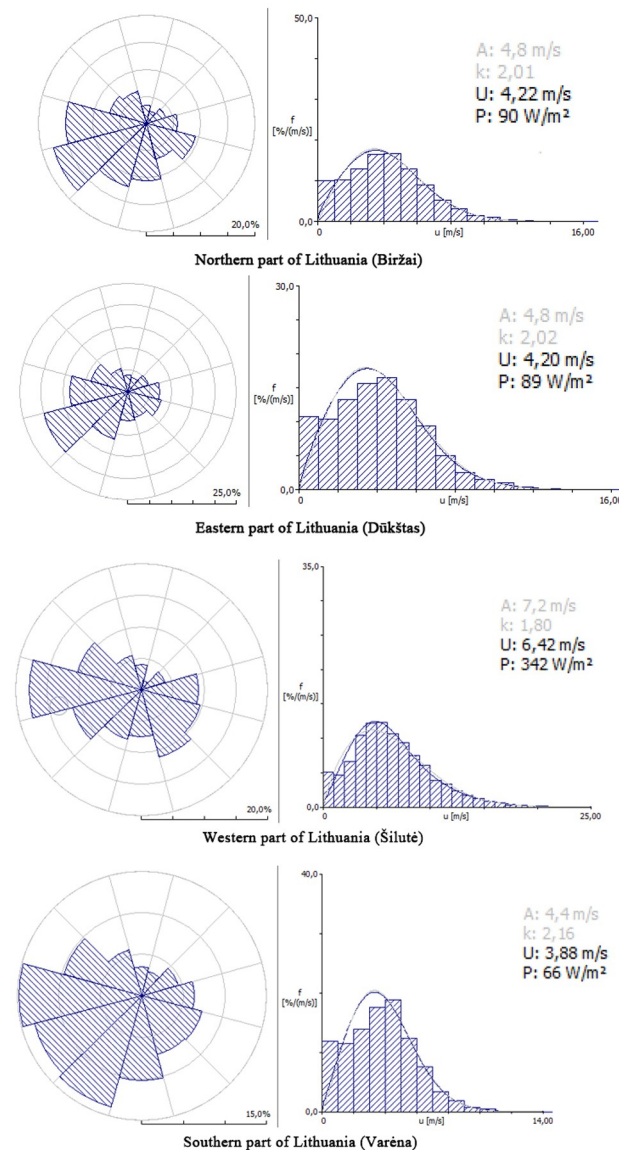 50,0
A: 4,8 m/s
k: 2,01
U: 4,22 m/s
P: 90 W/m²
f
[%/(m/s)]
20,0%
0,0
0
u [m/s]
16,00
Northern part of Lithuania (Biržai)
30,0
A: 4,8 m/s
k: 2,02
U: 4,20 m/s
P: 89 W/m²
f
[%/(m/s)]
25,0%
0,0
0
u [m/s]
16,00
Eastern part of Lithuania (Dūkštas)
35,0
A: 7,2 m/s
k: 1,80
U: 6,42 m/s
P: 342 W/m²
f
[%/(m/s)]
20,0%
0,0
0
u [m/s]
25,00
Western part of Lithuania (Šilutė)
40,0
A: 4,4 m/s
k: 2,16
U: 3,88 m/s
P: 66 W/m²
f
[%/(m/s)]
15,0%
0,0
0
u [m/s]
14,00
Southern part of Lithuania (Varėna)